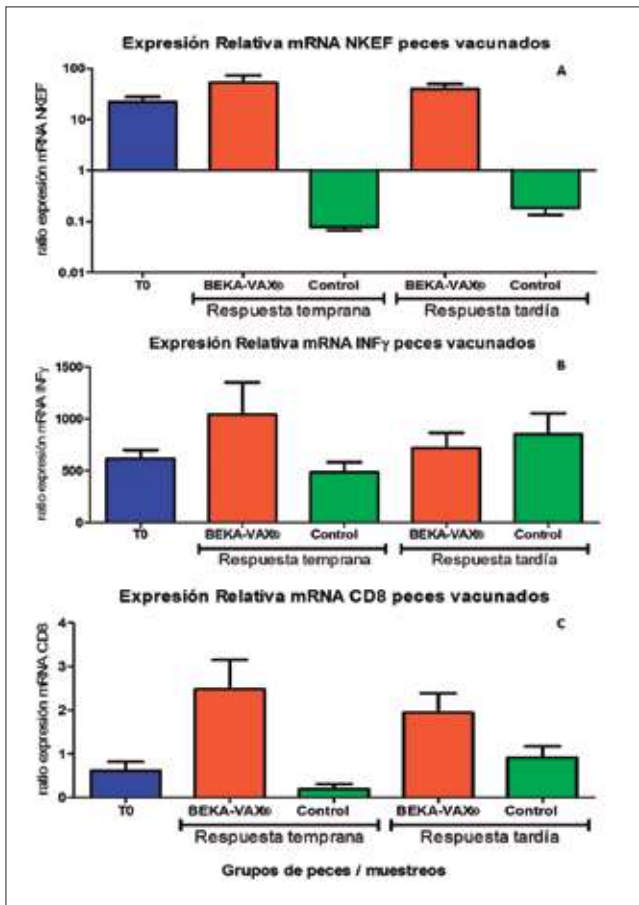 Expresión Relativa mRNA NKEF peces vacunados
A
ratio expresión mRNA NKEF
100
10
1
0.1
0.01
T0 BEKA-VAX® Control BEKA-VAX® Control
Respuesta temprana Respuesta tardía
Expresión Relativa mRNA INFγ peces vacunados
B
ratio expresión mRNA INFγ
1500
1000
500
0
T0 BEKA-VAX® Control BEKA-VAX® Control
Respuesta temprana Respuesta tardía
Expresión Relativa mRNA CD8 peces vacunados
C
ratio expresión mRNA CD8
4
3
2
1
0
T0 BEKA-VAX® Control BEKA-VAX® Control
Respuesta temprana Respuesta tardía
Grupos de peces / muestreos